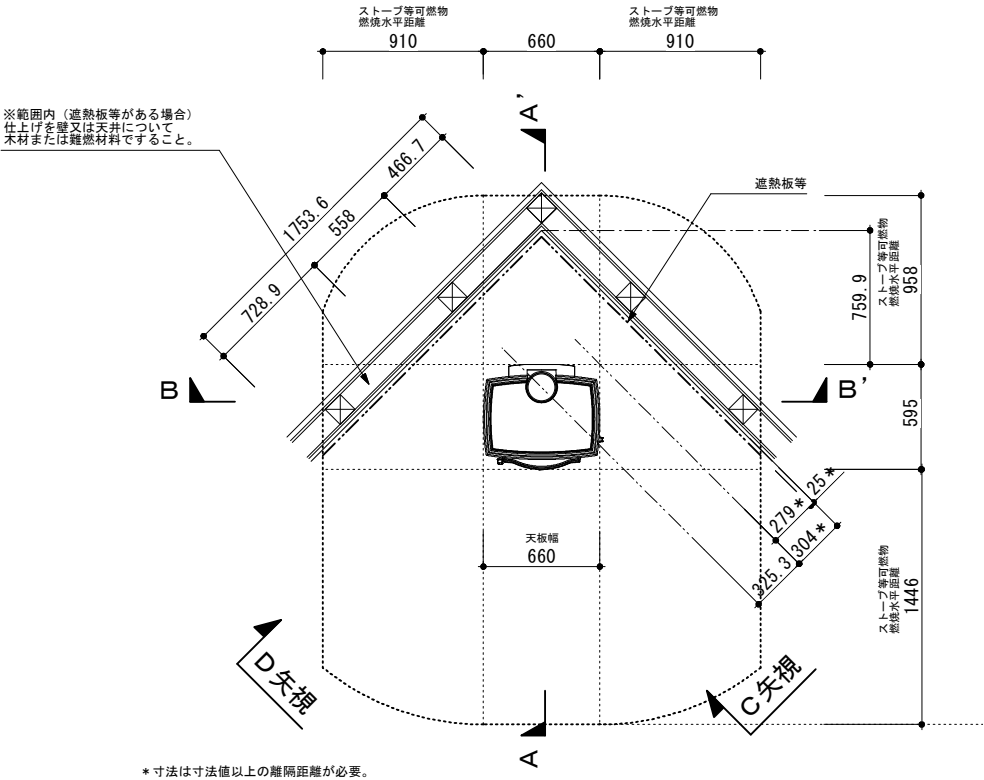 ストーブ等可燃物
燃焼水平距離
910
660
ストーブ等可燃物
燃焼水平距離
910
※範囲内（遮熱板等がある場合）
仕上げを壁又は天井について
木材または難燃材料ですること。
A'
466.7
1753.6
558
728.9
遮熱板等
ストーブ等可燃物
燃焼水平距離
958
759.9
B
B'
595
25*
279*
304*
325.3
天板幅
660
ストーブ等可燃物
燃焼水平距離
1446
D矢視
C矢視
A
*寸法は寸法値以上の離隔距離が必要。